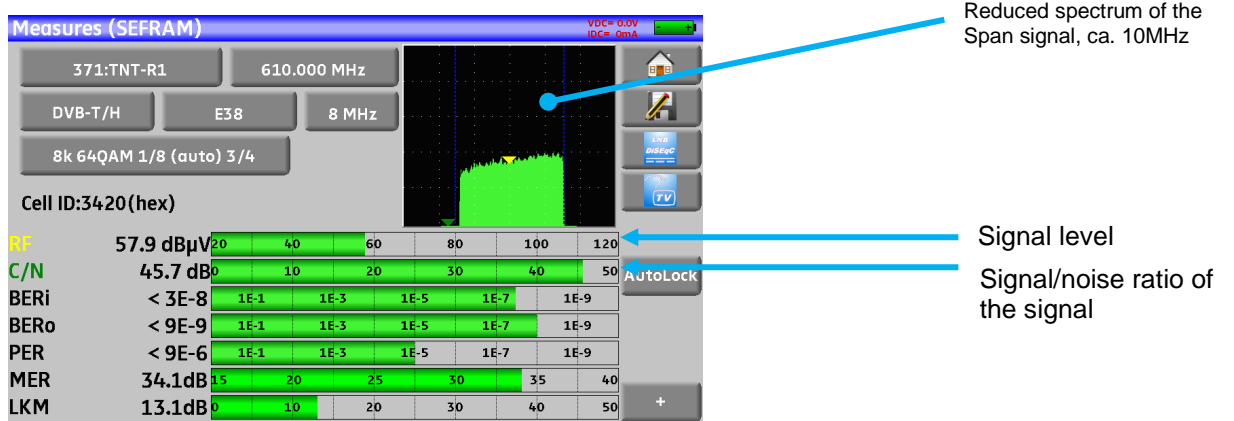 Reduced spectrum of the
Span signal, ca. 10MHz
Measures (SEFRAM)
VDC= 0.0V
IDC= 0mA
- +
371:TNT-R1
610.000 MHz
DVB-T/H
E38
8 MHz
8k 64QAM 1/8 (auto) 3/4
LNB
DiSEqC
TV
Cell ID:3420(hex)
RF 57.9 dBµV 20 40 60 80 100 120
Signal level
C/N 45.7 dB 0 10 20 30 40 50
AutoLock
Signal/noise ratio of
the signal
BERi < 3E-8 1E-1 1E-3 1E-5 1E-7 1E-9
BERo < 9E-9 1E-1 1E-3 1E-5 1E-7 1E-9
PER < 9E-6 1E-1 1E-3 1E-5 1E-7 1E-9
MER 34.1dB 15 20 25 30 35 40
LKM 13.1dB 0 10 20 30 40 50
+